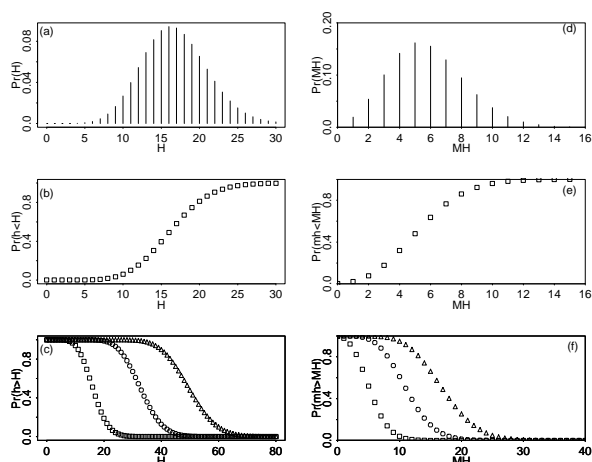 (a)
Pr(H)
0.0 0.04 0.08
0 5 10 15 20 25 30
H
(d)
Pr(MH)
0.0 0.10 0.20
0 2 4 6 8 10 12 14 16
MH
(b)
Pr(h<H)
0.0 0.4 0.8
0 5 10 15 20 25 30
H
(e)
Pr(mh<MH)
0.0 0.4 0.8
0 2 4 6 8 10 12 14 16
MH
(c)
Pr(h>H)
0.0 0.4 0.8
0 20 40 60 80
H
(f)
Pr(mh>MH)
0.0 0.4 0.8
0 10 20 30 40
MH